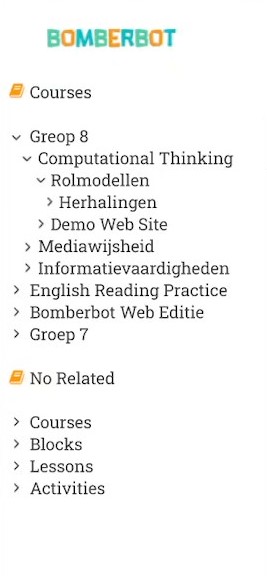 BOMBERBOT
Courses
Greop 8
Computational Thinking
Rolmodellen
Herhalingen
Demo Web Site
Mediawijsheid
Informatievaardigheden
English Reading Practice
Bomberbot Web Editie
Groep 7
No Related
Courses
Blocks
Lessons
Activities